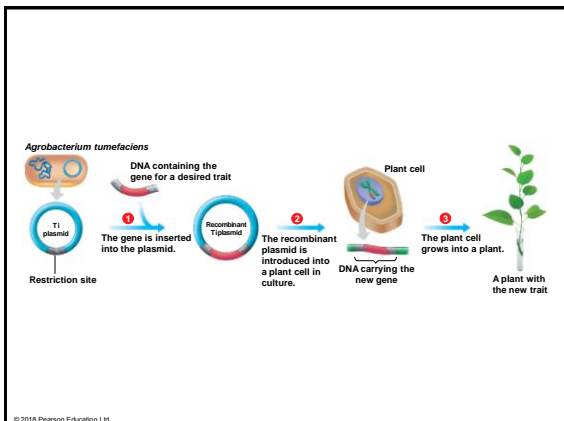 Agrobacterium tumefaciens
DNA containing the
gene for a desired trait
Plant cell
Ti
plasmid
Restriction site
1
The gene is inserted
into the plasmid.
Recombinant
Ti plasmid
2
The recombinant
plasmid is
introduced into
a plant cell in
culture.
DNA carrying the
new gene
3
The plant cell
grows into a plant.
A plant with
the new trait
© 2018 Pearson Education Ltd